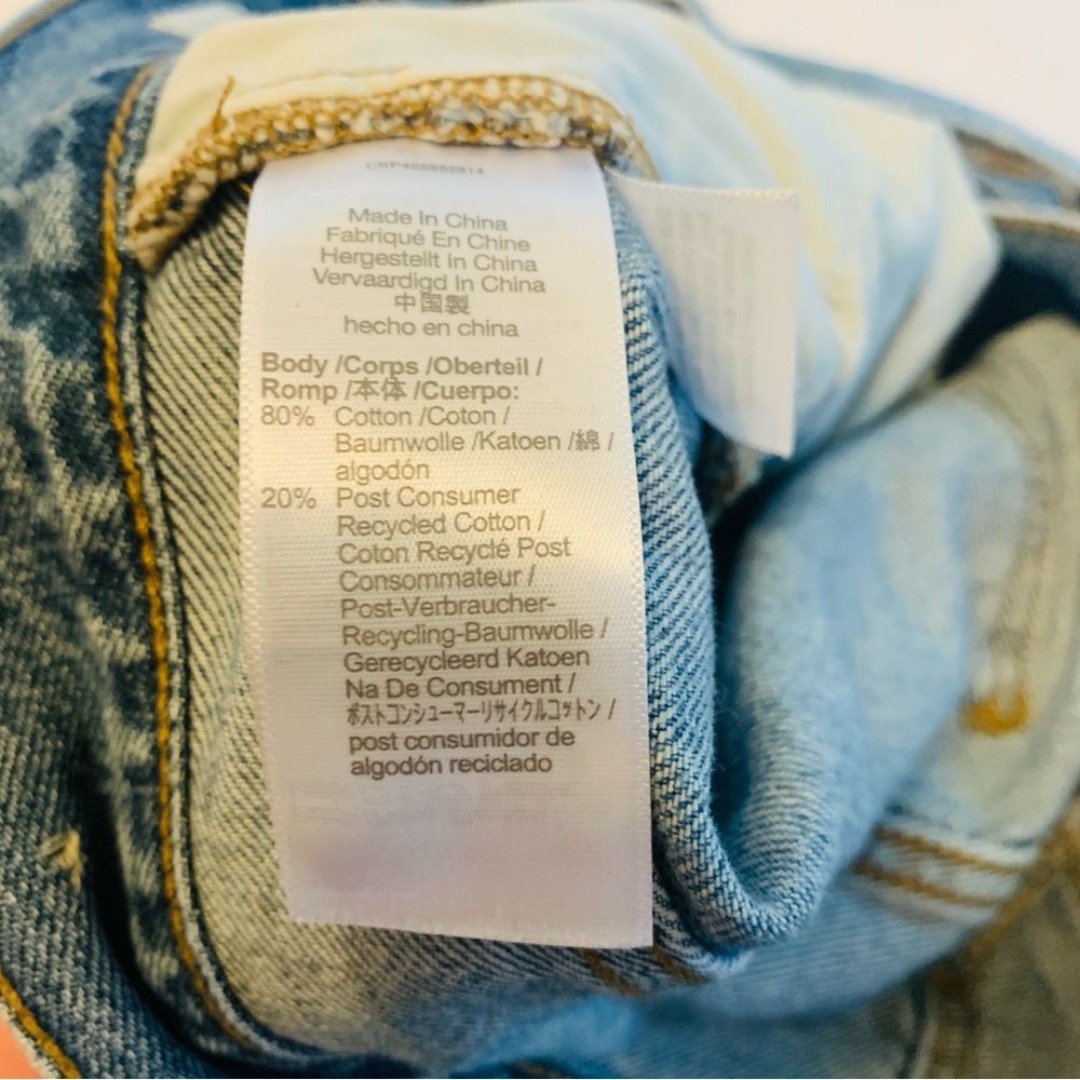 Made In China
Fabriqué En Chine
Hergestellt In China
Vervaardigd In China
中国製
hecho en china
Body /Corps /Oberteil /
Romp /本体 /Cuerpo:
80% Cotton /Coton /
Baumwolle /Katoen /綿 /
algodón
20% Post Consumer
Recycled Cotton /
Coton Recyclé Post
Consommateur /
Post-Verbraucher-
Recycling-Baumwolle /
Gerecycleerd Katoen
Na De Consument /
ポストコンシューマーリサイクルコットン /
post consumidor de
algodón reciclado